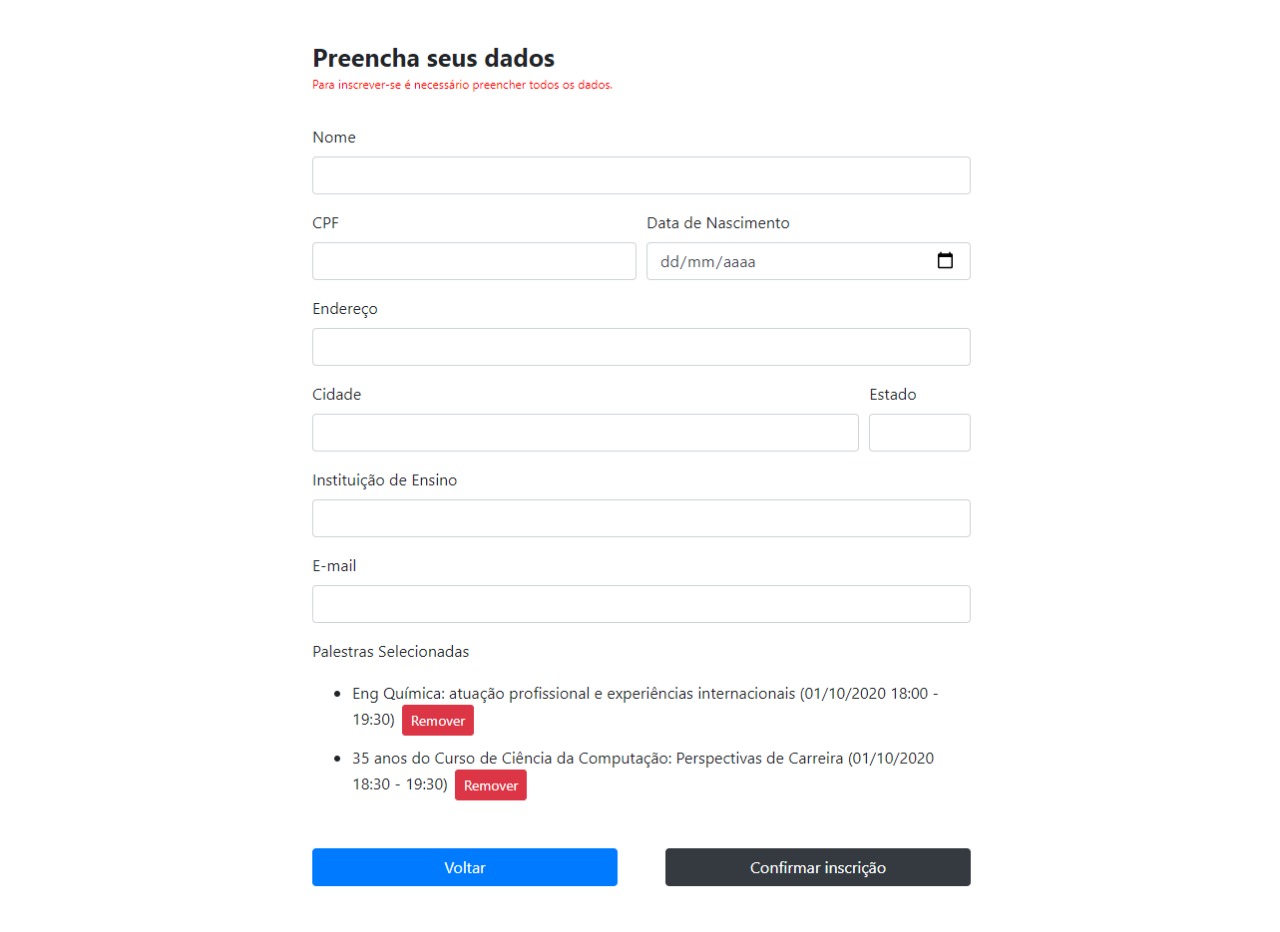 Preencha seus dados
Para inscrever-se é necessário preencher todos os dados.
Nome
CPF
Data de Nascimento
dd/mm/aaaa
Endereço
Cidade
Estado
Instituição de Ensino
E-mail
Palestras Selecionadas
Eng Química: atuação profissional e experiências internacionais (01/10/2020 18:00 -
19:30) Remover
35 anos do Curso de Ciência da Computação: Perspectivas de Carreira (01/10/2020
18:30 - 19:30) Remover
Voltar
Confirmar inscrição